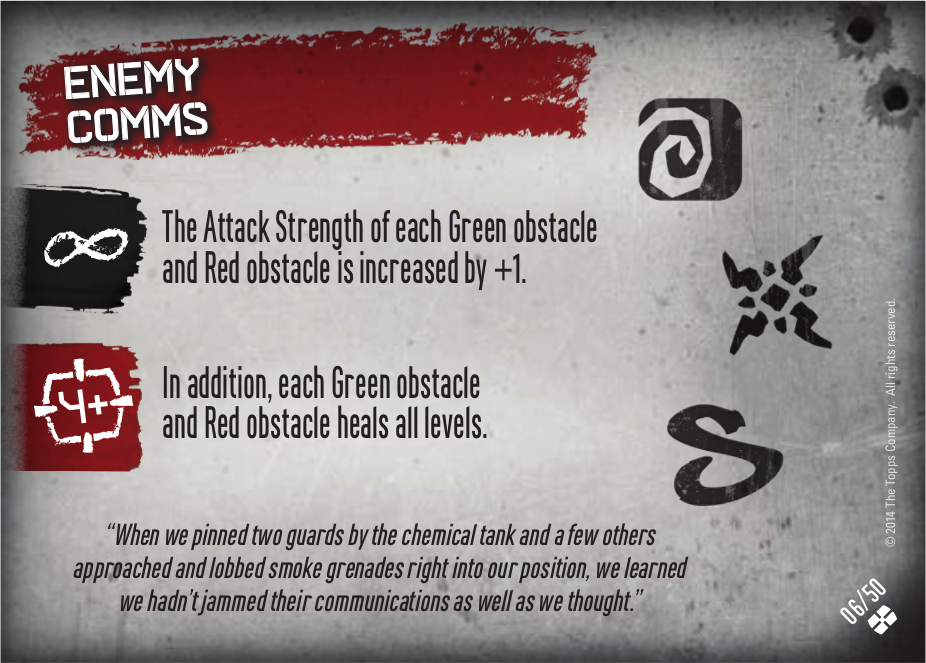 ENEMY
COMMS
∞
The Attack Strength of each Green obstacle
and Red obstacle is increased by +1.
4+
In addition, each Green obstacle
and Red obstacle heals all levels.
S
“When we pinned two guards by the chemical tank and a few others
approached and lobbed smoke grenades right into our position, we learned
we hadn’t jammed their communications as well as we thought.”
© 2014 The Topps Company. All rights reserved.
06/50